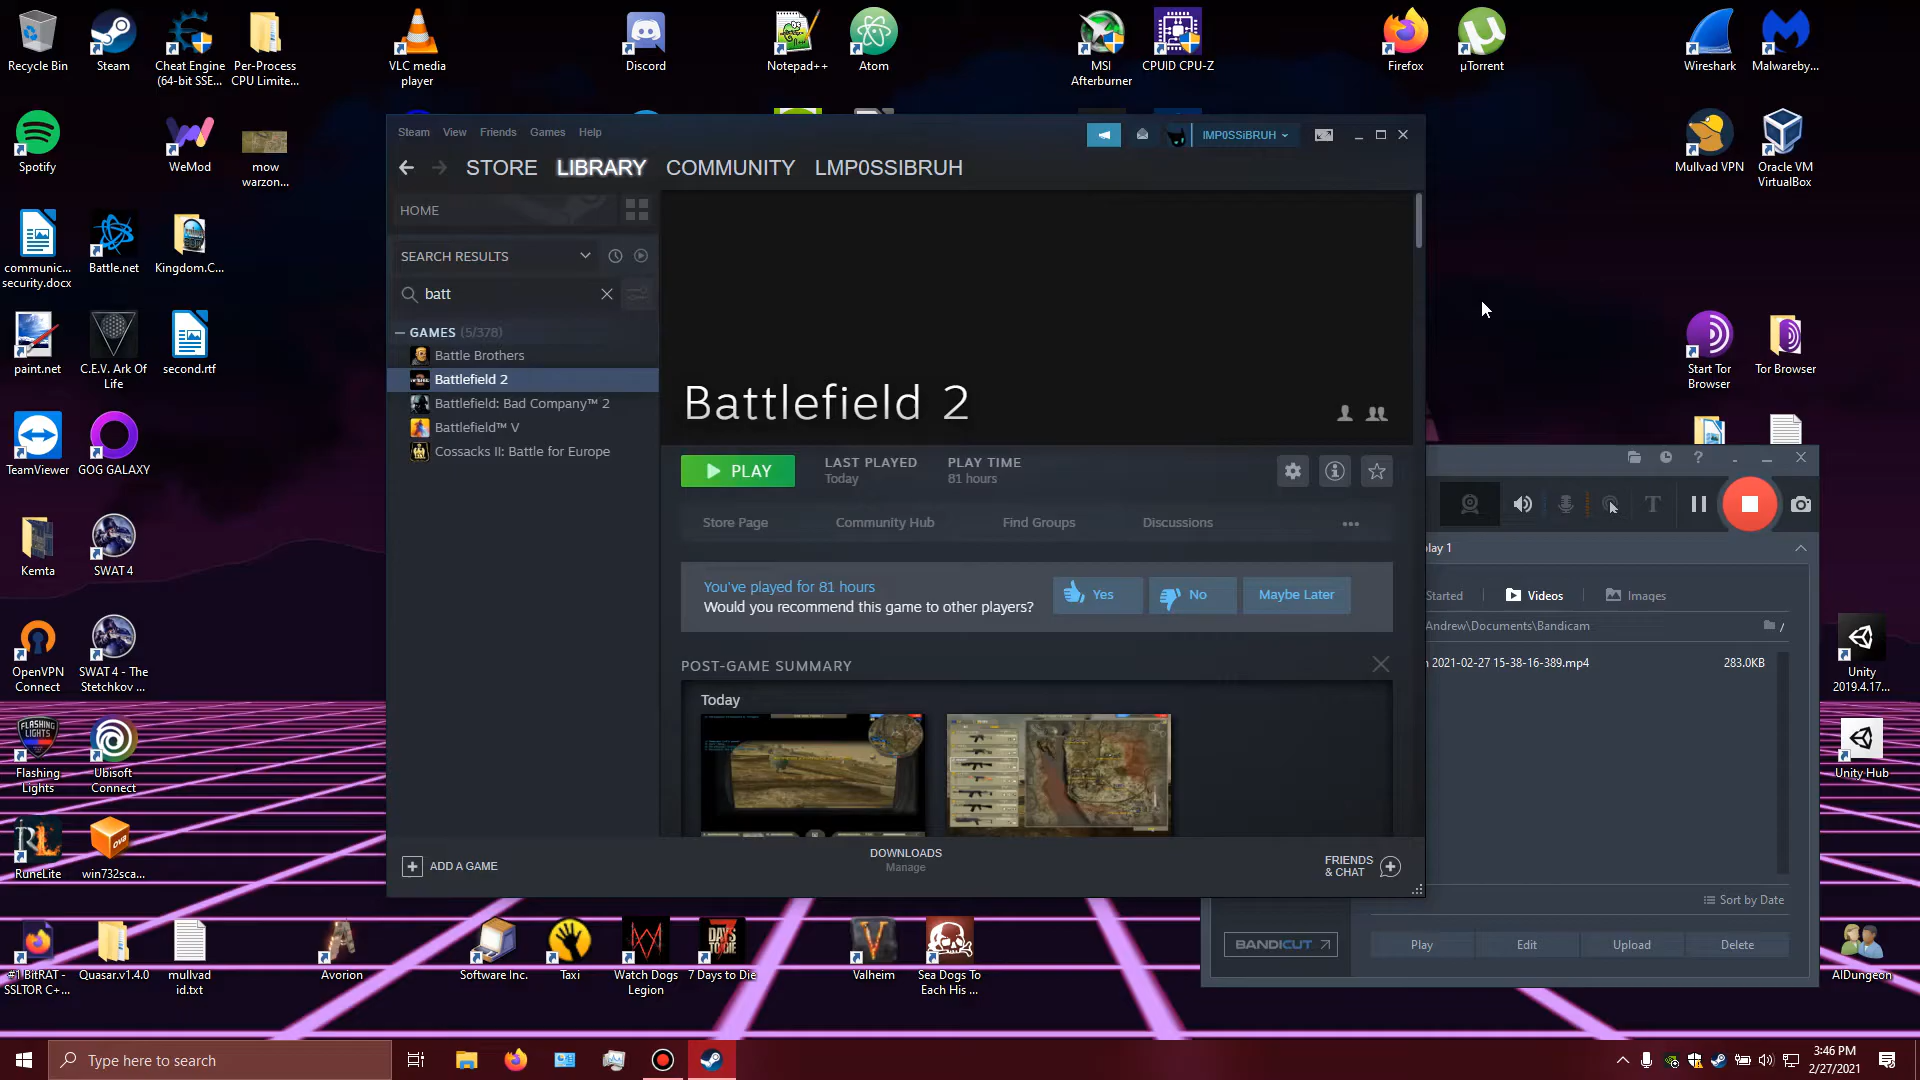 Recycle Bin
Steam
Cheat Engine
(64-bit SSE...
Per-Process
CPU Limite...
VLC media
player
Discord
Notepad++
Atom
MSI
Afterburner
CPUID CPU-Z
Firefox
µTorrent
Wireshark
Malwareby...
Spotify
WeMod
mow
warzon...
Mullvad VPN
Oracle VM
VirtualBox
communic...
security.docx
Battle.net
Kingdom.C...
paint.net
C.E.V. Ark Of
Life
second.rtf
Start Tor
Browser
Tor Browser
TeamViewer
GOG GALAXY
Kemta
SWAT 4
OpenVPN
Connect
SWAT 4 - The
Stetchkov ...
Unity
2019.4.17...
FLASHING
LIGHTS
Flashing
Lights
Ubisoft
Connect
Unity Hub
RuneLite
OVA
win732sca...
#1 BitRAT -
SSLTOR C+...
Quasar.v1.4.0
mullvad
id.txt
Avorion
Software Inc.
Taxi
Watch Dogs
Legion
7 Days to Die
Valheim
Sea Dogs To
Each His ...
AIDungeon
Steam View Friends Games Help
IMP0SSiBRUH
STORE LIBRARY COMMUNITY LMP0SSIBRUH
HOME
SEARCH RESULTS
batt
GAMES (5/378)
Battle Brothers
Battlefield 2
Battlefield: Bad Company™ 2
Battlefield™ V
Cossacks II: Battle for Europe
Battlefield 2
PLAY
LAST PLAYED
Today
PLAY TIME
81 hours
Store Page Community Hub Find Groups Discussions
You've played for 81 hours
Would you recommend this game to other players?
Yes No Maybe Later
POST-GAME SUMMARY
Today
ADD A GAME
DOWNLOADS
Manage
FRIENDS
& CHAT
lay 1
Started Videos Images
Andrew\Documents\Bandicam
2021-02-27 15-38-16-389.mp4 283.0KB
Sort by Date
BANDICUT
Play Edit Upload Delete
Type here to search
3:46 PM
2/27/2021